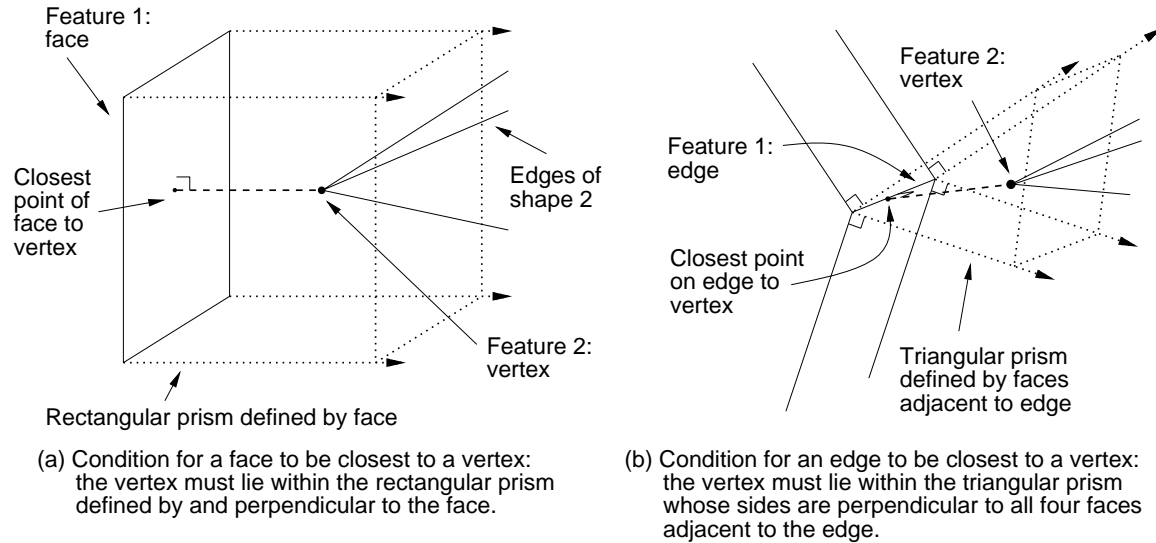 Feature 1:
face
Closest
point of
face to
vertex
Edges of
shape 2
Feature 2:
vertex
Rectangular prism defined by face
(a) Condition for a face to be closest to a vertex:
the vertex must lie within the rectangular prism
defined by and perpendicular to the face.
Feature 2:
vertex
Feature 1:
edge
Closest point
on edge to
vertex
Triangular prism
defined by faces
adjacent to edge
(b) Condition for an edge to be closest to a vertex:
the vertex must lie within the triangular prism
whose sides are perpendicular to all four faces
adjacent to the edge.